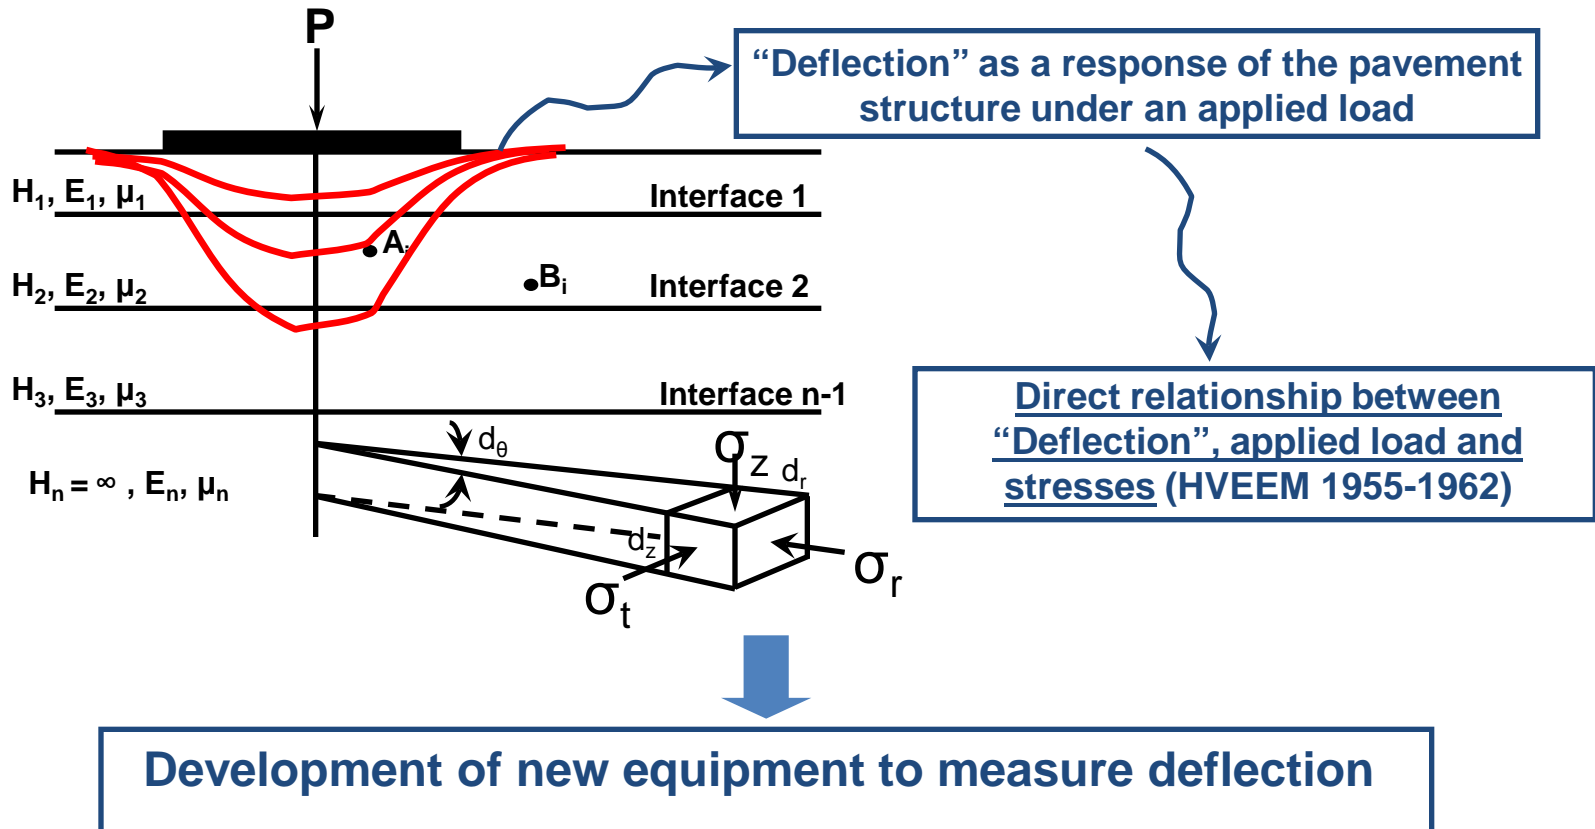 P
“Deflection” as a response of the pavement
structure under an applied load
H1, E1, μ1
Interface 1
Ai
Bi
H2, E2, μ2
Interface 2
H3, E3, μ3
Interface n-1
Direct relationship between
“Deflection”, applied load and
stresses (HVEEM 1955-1962)
dθ
σz
dr
Hn = ∞ , En, μn
dz
σr
σt
Development of new equipment to measure deflection